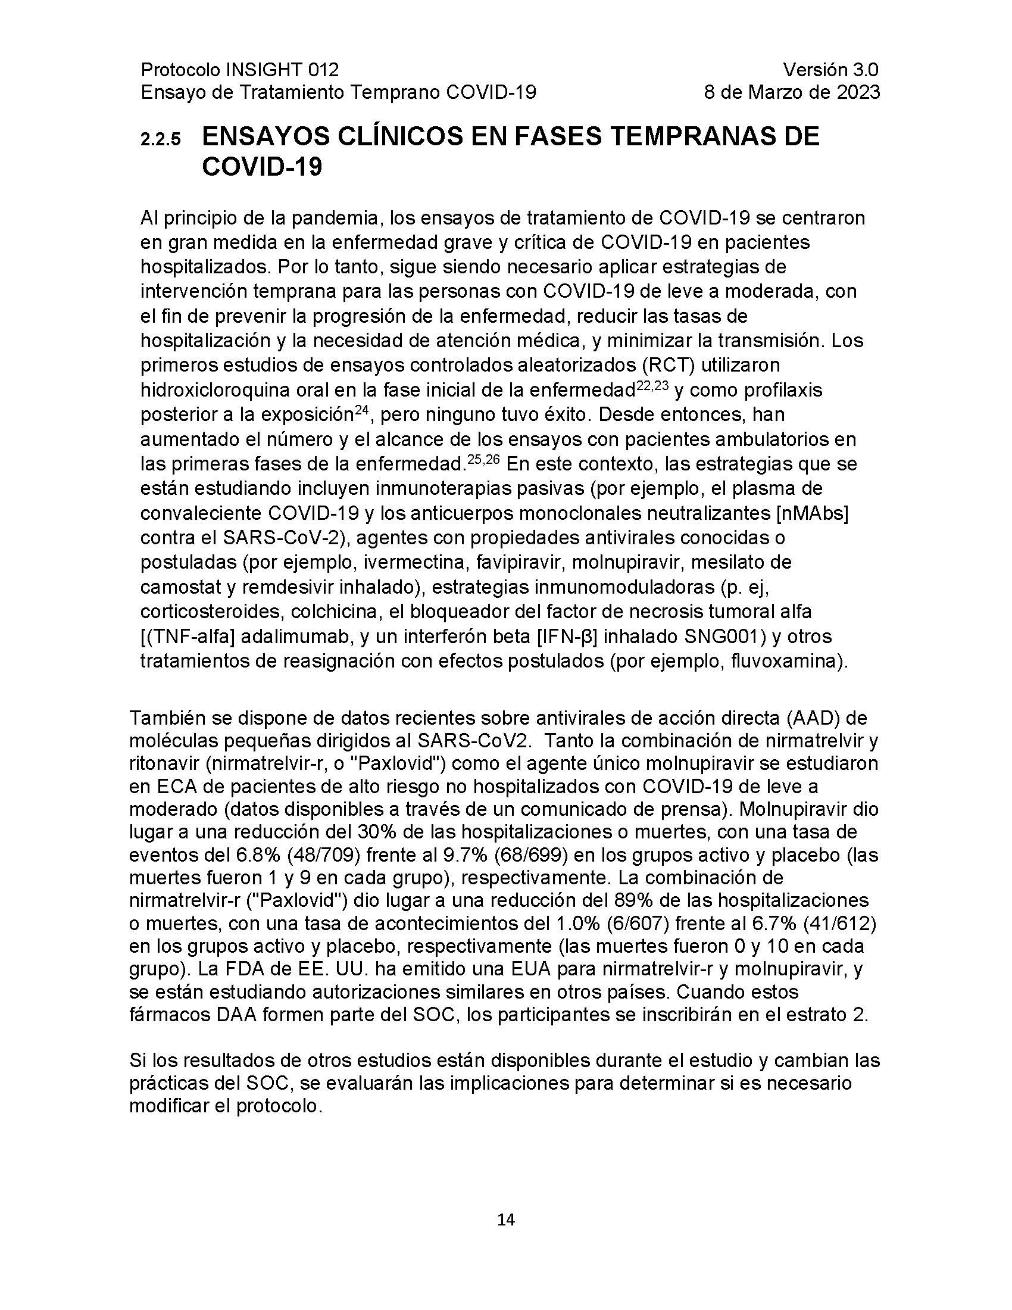 Protocolo INSIGHT 012 Versión 3.0
Ensayo de Tratamiento Temprano COVID-19 8 de Marzo de 2023
2.2.5 ENSAYOS CLÍNICOS EN FASES TEMPRANAS DE
COVID-19
Al principio de la pandemia, los ensayos de tratamiento de COVID-19 se centraron
en gran medida en la enfermedad grave y crítica de COVID-19 en pacientes
hospitalizados. Por lo tanto, sigue siendo necesario aplicar estrategias de
intervención temprana para las personas con COVID-19 de leve a moderada, con
el fin de prevenir la progresión de la enfermedad, reducir las tasas de
hospitalización y la necesidad de atención médica, y minimizar la transmisión. Los
primeros estudios de ensayos controlados aleatorizados (RCT) utilizaron
hidroxicloroquina oral en la fase inicial de la enfermedad22,23 y como profilaxis
posterior a la exposición24, pero ninguno tuvo éxito. Desde entonces, han
aumentado el número y el alcance de los ensayos con pacientes ambulatorios en
las primeras fases de la enfermedad.25,26 En este contexto, las estrategias que se
están estudiando incluyen inmunoterapias pasivas (por ejemplo, el plasma de
convaleciente COVID-19 y los anticuerpos monoclonales neutralizantes [nMAbs]
contra el SARS-CoV-2), agentes con propiedades antivirales conocidas o
postuladas (por ejemplo, ivermectina, favipiravir, molnupiravir, mesilato de
camostat y remdesivir inhalado), estrategias inmunomoduladoras (p. ej,
corticosteroides, colchicina, el bloqueador del factor de necrosis tumoral alfa
[(TNF-alfa] adalimumab, y un interferón beta [IFN-β] inhalado SNG001) y otros
tratamientos de reasignación con efectos postulados (por ejemplo, fluvoxamina).
También se dispone de datos recientes sobre antivirales de acción directa (AAD) de
moléculas pequeñas dirigidos al SARS-CoV2.  Tanto la combinación de nirmatrelvir y
ritonavir (nirmatrelvir-r, o "Paxlovid") como el agente único molnupiravir se estudiaron
en ECA de pacientes de alto riesgo no hospitalizados con COVID-19 de leve a
moderado (datos disponibles a través de un comunicado de prensa). Molnupiravir dio
lugar a una reducción del 30% de las hospitalizaciones o muertes, con una tasa de
eventos del 6.8% (48/709) frente al 9.7% (68/699) en los grupos activo y placebo (las
muertes fueron 1 y 9 en cada grupo), respectivamente. La combinación de
nirmatrelvir-r ("Paxlovid") dio lugar a una reducción del 89% de las hospitalizaciones
o muertes, con una tasa de acontecimientos del 1.0% (6/607) frente al 6.7% (41/612)
en los grupos activo y placebo, respectivamente (las muertes fueron 0 y 10 en cada
grupo). La FDA de EE. UU. ha emitido una EUA para nirmatrelvir-r y molnupiravir, y
se están estudiando autorizaciones similares en otros países. Cuando estos
fármacos DAA formen parte del SOC, los participantes se inscribirán en el estrato 2.
Si los resultados de otros estudios están disponibles durante el estudio y cambian las
prácticas del SOC, se evaluarán las implicaciones para determinar si es necesario
modificar el protocolo.
14